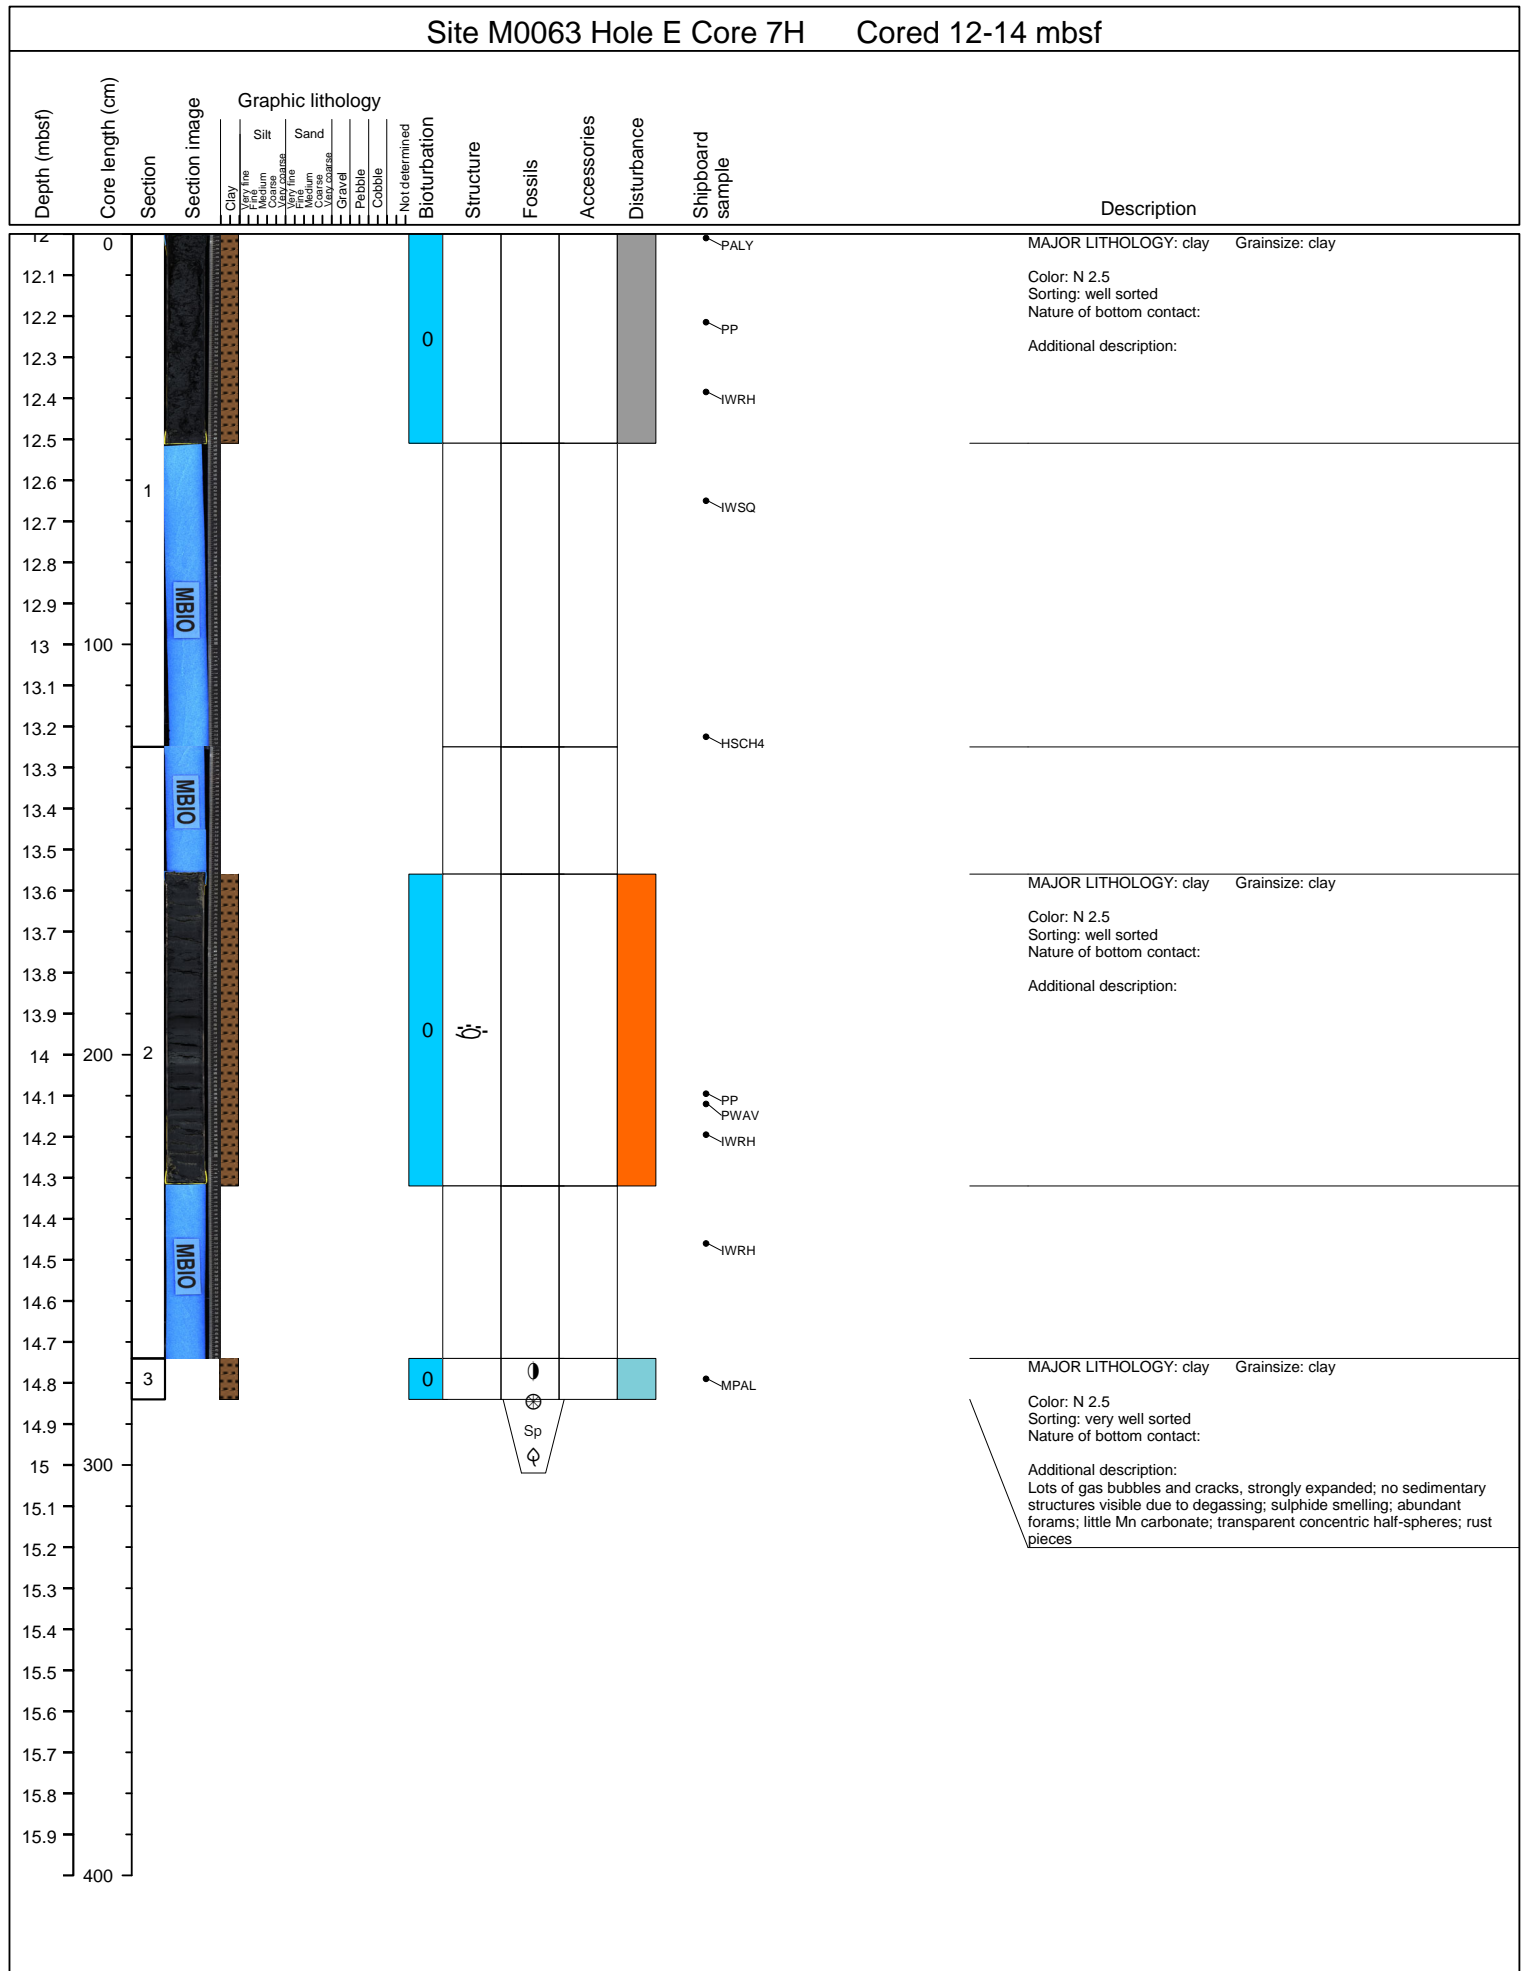 Site M0063 Hole E Core 7H Cored 12-14 mbsf
Depth (mbsf)
Core length (cm)
Section
Section image
Graphic lithology
Clay
Silt
Very fine
Fine
Medium
Coarse
Very coarse
Sand
Very fine
Fine
Medium
Coarse
Very coarse
Gravel
Pebble
Cobble
Not determined
Bioturbation
Structure
Fossils
Accessories
Disturbance
Shipboard
sample
Description
12
12.1
12.2
12.3
12.4
12.5
12.6
12.7
12.8
12.9
13
13.1
13.2
13.3
13.4
13.5
13.6
13.7
13.8
13.9
14
14.1
14.2
14.3
14.4
14.5
14.6
14.7
14.8
14.9
15
15.1
15.2
15.3
15.4
15.5
15.6
15.7
15.8
15.9
0
100
200
300
400
1
2
3
MBIO
MBIO
MBIO
0
0
0
Sp
PALY
PP
IWRH
IWSQ
HSCH4
PP
PWAV
IWRH
IWRH
MPAL
MAJOR LITHOLOGY: clay Grainsize: clay
Color: N 2.5
Sorting: well sorted
Nature of bottom contact:
Additional description:
MAJOR LITHOLOGY: clay Grainsize: clay
Color: N 2.5
Sorting: well sorted
Nature of bottom contact:
Additional description:
MAJOR LITHOLOGY: clay Grainsize: clay
Color: N 2.5
Sorting: very well sorted
Nature of bottom contact:
Additional description:
Lots of gas bubbles and cracks, strongly expanded; no sedimentary
structures visible due to degassing; sulphide smelling; abundant
forams; little Mn carbonate; transparent concentric half-spheres; rust
pieces